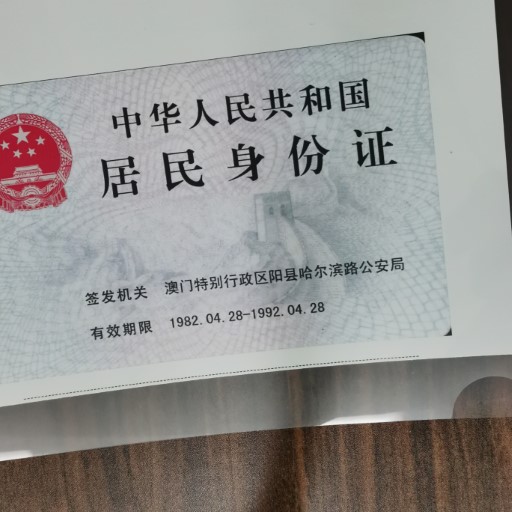 中华人民共和国
居民身份证
签发机关 澳门特别行政区阳县哈尔滨路公安局
有效期限 1982.04.28-1992.04.28